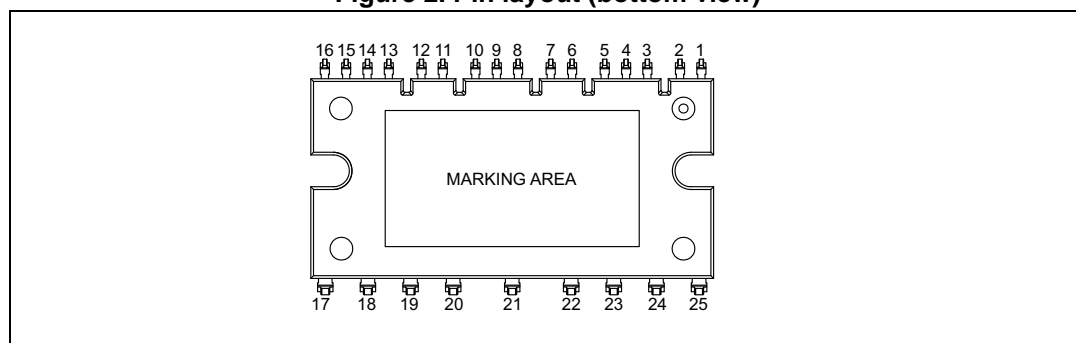 Figure 2. Pin layout (bottom view)
16 15 14 13 12 11 10 9 8 7 6 5 4 3 2 1
MARKING AREA
17 18 19 20 21 22 23 24 25